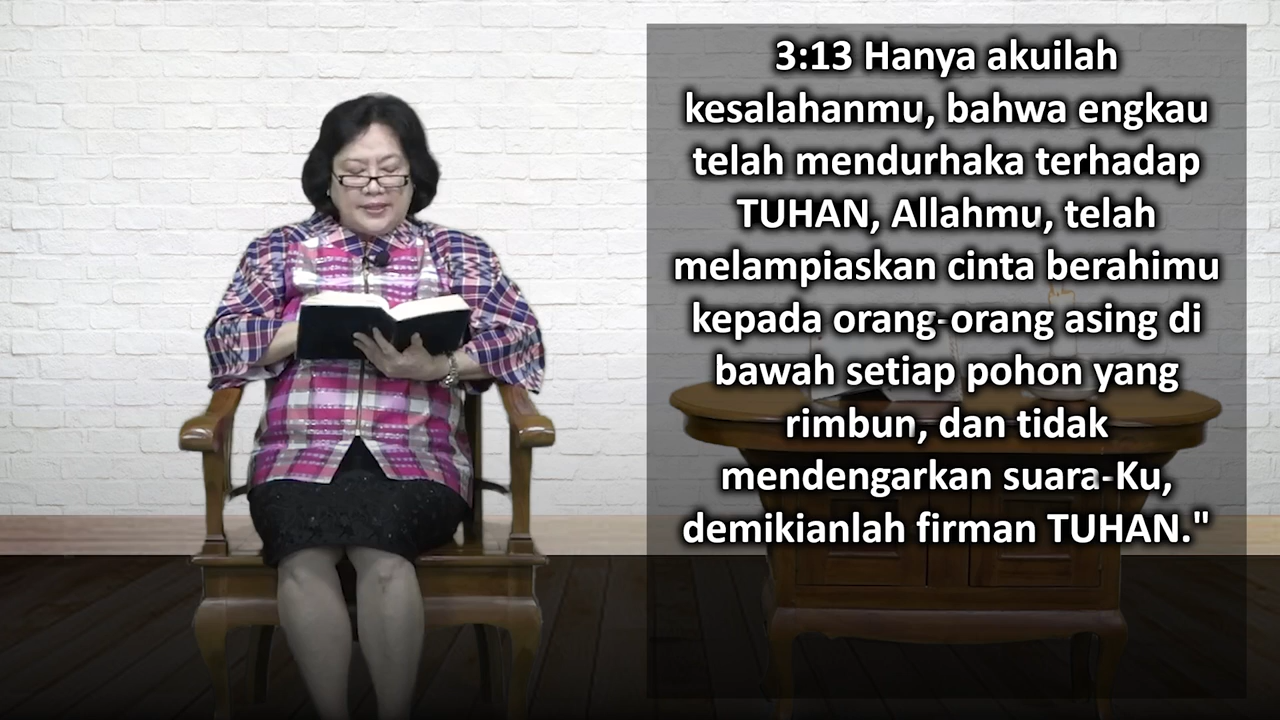 3:13 Hanya akuilah
kesalahanmu, bahwa engkau
telah mendurhaka terhadap
TUHAN, Allahmu, telah
melampiaskan cinta berahimu
kepada orang-orang asing di
bawah setiap pohon yang
rimbun, dan tidak
mendengarkan suara-Ku,
demikianlah firman TUHAN."